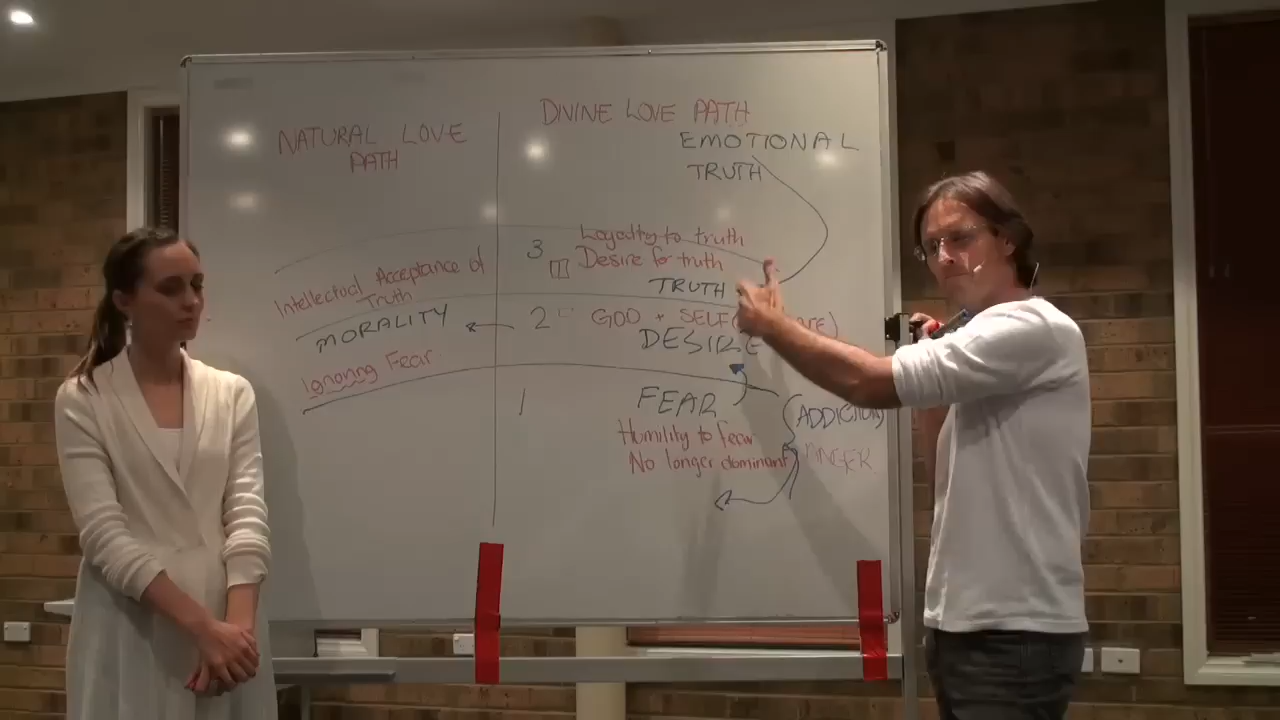 NATURAL LOVE
PATH
Intellectual Acceptance of
Truth
MORALITY
Ignoring Fear
DIVINE LOVE PATH
EMOTIONAL
TRUTH
3 Loyalty to truth
Desire for truth
TRUTH
2 GOD + SELF
DESIRE
1 FEAR
Humility to fear
No longer dominant
ADDICTIONS
ANGER